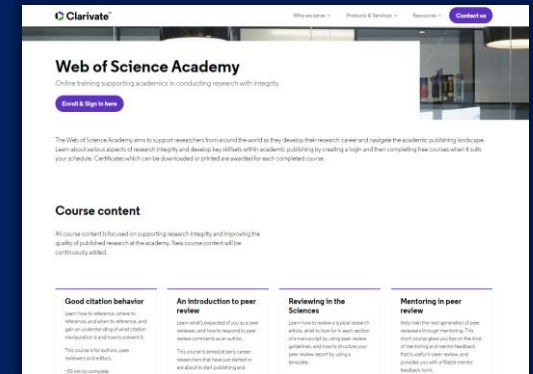 Clarivate™
Who we serve
Products & Services
Resources
Contact us
Web of Science Academy
Online training supporting academics in conducting research with integrity
Enroll & Sign in here
The Web of Science Academy aims to support researchers from around the world as they develop their research career and navigate the academic publishing landscape.
Learn about various aspects of research integrity and develop key skillsets within academic publishing by creating a login and then completing free courses when it suits
your schedule. Certificates which can be downloaded or printed are awarded for each completed course.
Course content
All course content is focused on supporting research integrity and improving the
quality of published research at the academy. New course content will be
continuously added.
Good citation behavior
Learn how to reference, where to
reference, and when to reference, and
gain an understanding of what citation
manipulation is and how to prevent it.
This course is for authors, peer
reviewers and editors.
~30 min to complete
An introduction to peer
review
Learn what's expected of you as a peer
reviewer, and how to respond to peer
review comments as an author.
This course is aimed at early career
researchers that have just started or
are about to start publishing and
Reviewing in the
Sciences
Learn how to review a typical research
article, what to look for in each section
of a manuscript by using peer review
guidelines, and how to structure your
peer review report by using a
template.
Mentoring in peer
review
Help train the next generation of peer
reviewers through mentoring. This
short course gives you tips on the kind
of mentoring and mentor feedback
that is useful in peer review, and
provides you with a fillable mentor
feedback form.